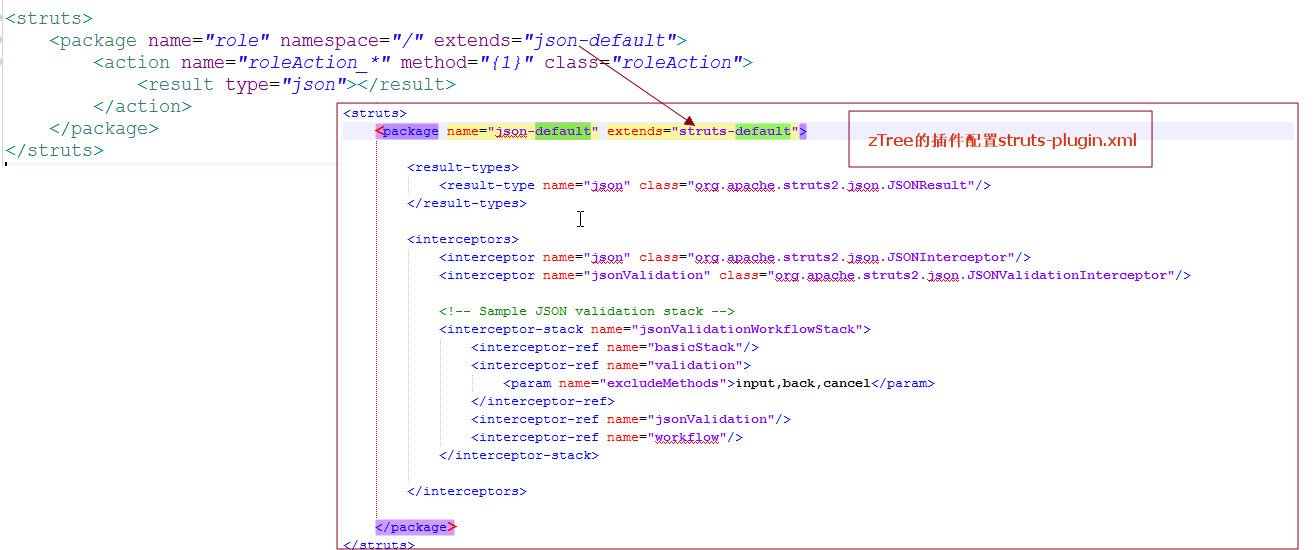 <struts>
<package name="role" namespace="/" extends="json-default">
<action name="roleAction_*" method="{1}" class="roleAction">
<result type="json"></result>
</action>
</package>
</struts>
<struts>
<package name="json-default" extends="struts-default">
zTree的插件配置struts-plugin.xml
<result-types>
<result-type name="json" class="org.apache.struts2.json.JSONResult"/>
</result-types>
<interceptors>
<interceptor name="json" class="org.apache.struts2.json.JSONInterceptor"/>
<interceptor name="jsonValidation" class="org.apache.struts2.json.JSONValidationInterceptor"/>
<!-- Sample JSON validation stack -->
<interceptor-stack name="jsonValidationWorkflowStack">
<interceptor-ref name="basicStack"/>
<interceptor-ref name="validation">
<param name="excludeMethods">input,back,cancel</param>
</interceptor-ref>
<interceptor-ref name="jsonValidation"/>
<interceptor-ref name="workflow"/>
</interceptor-stack>
</interceptors>
</package>
</struts>